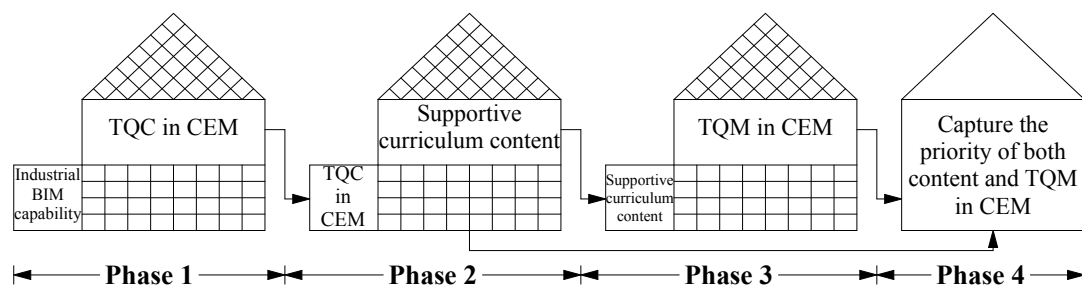 TQC in CEM
Industrial
BIM
capability
Supportive
curriculum content
TQC
in
CEM
TQM in CEM
Supportive
curriculum
content
Capture the
priority of both
content and TQM
in CEM
Phase 1
Phase 2
Phase 3
Phase 4